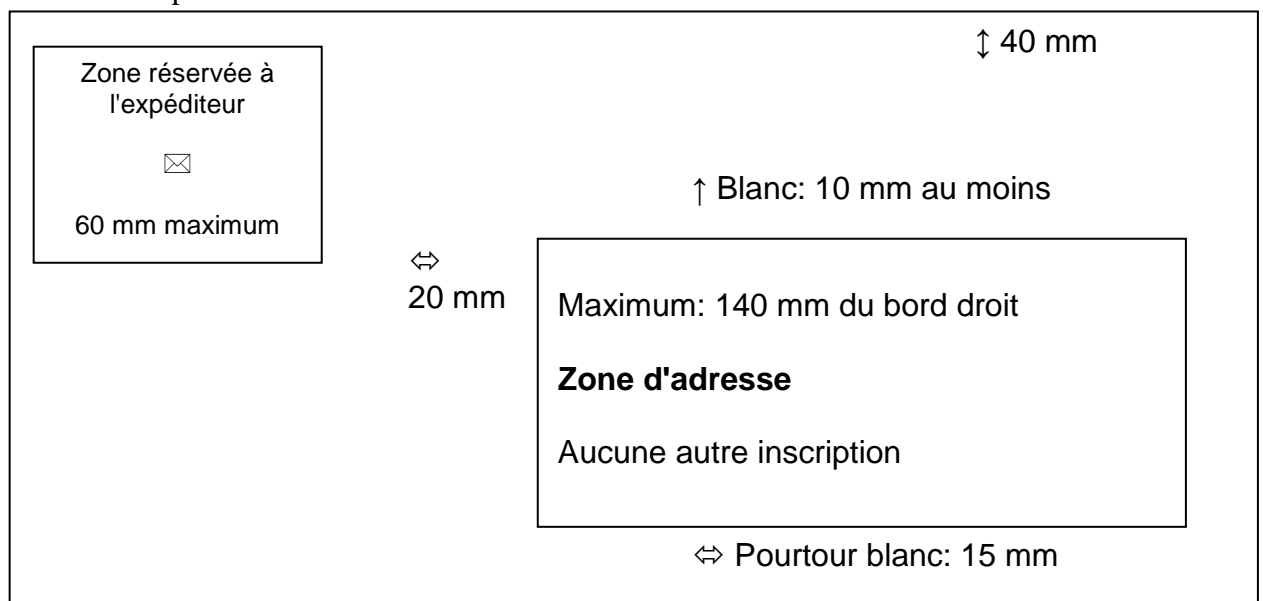 ↕ 40 mm
Zone réservée à
l'expéditeur
✉
60 mm maximum
↑ Blanc: 10 mm au moins
⇔
20 mm
Maximum: 140 mm du bord droit
Zone d'adresse
Aucune autre inscription
⇔ Pourtour blanc: 15 mm